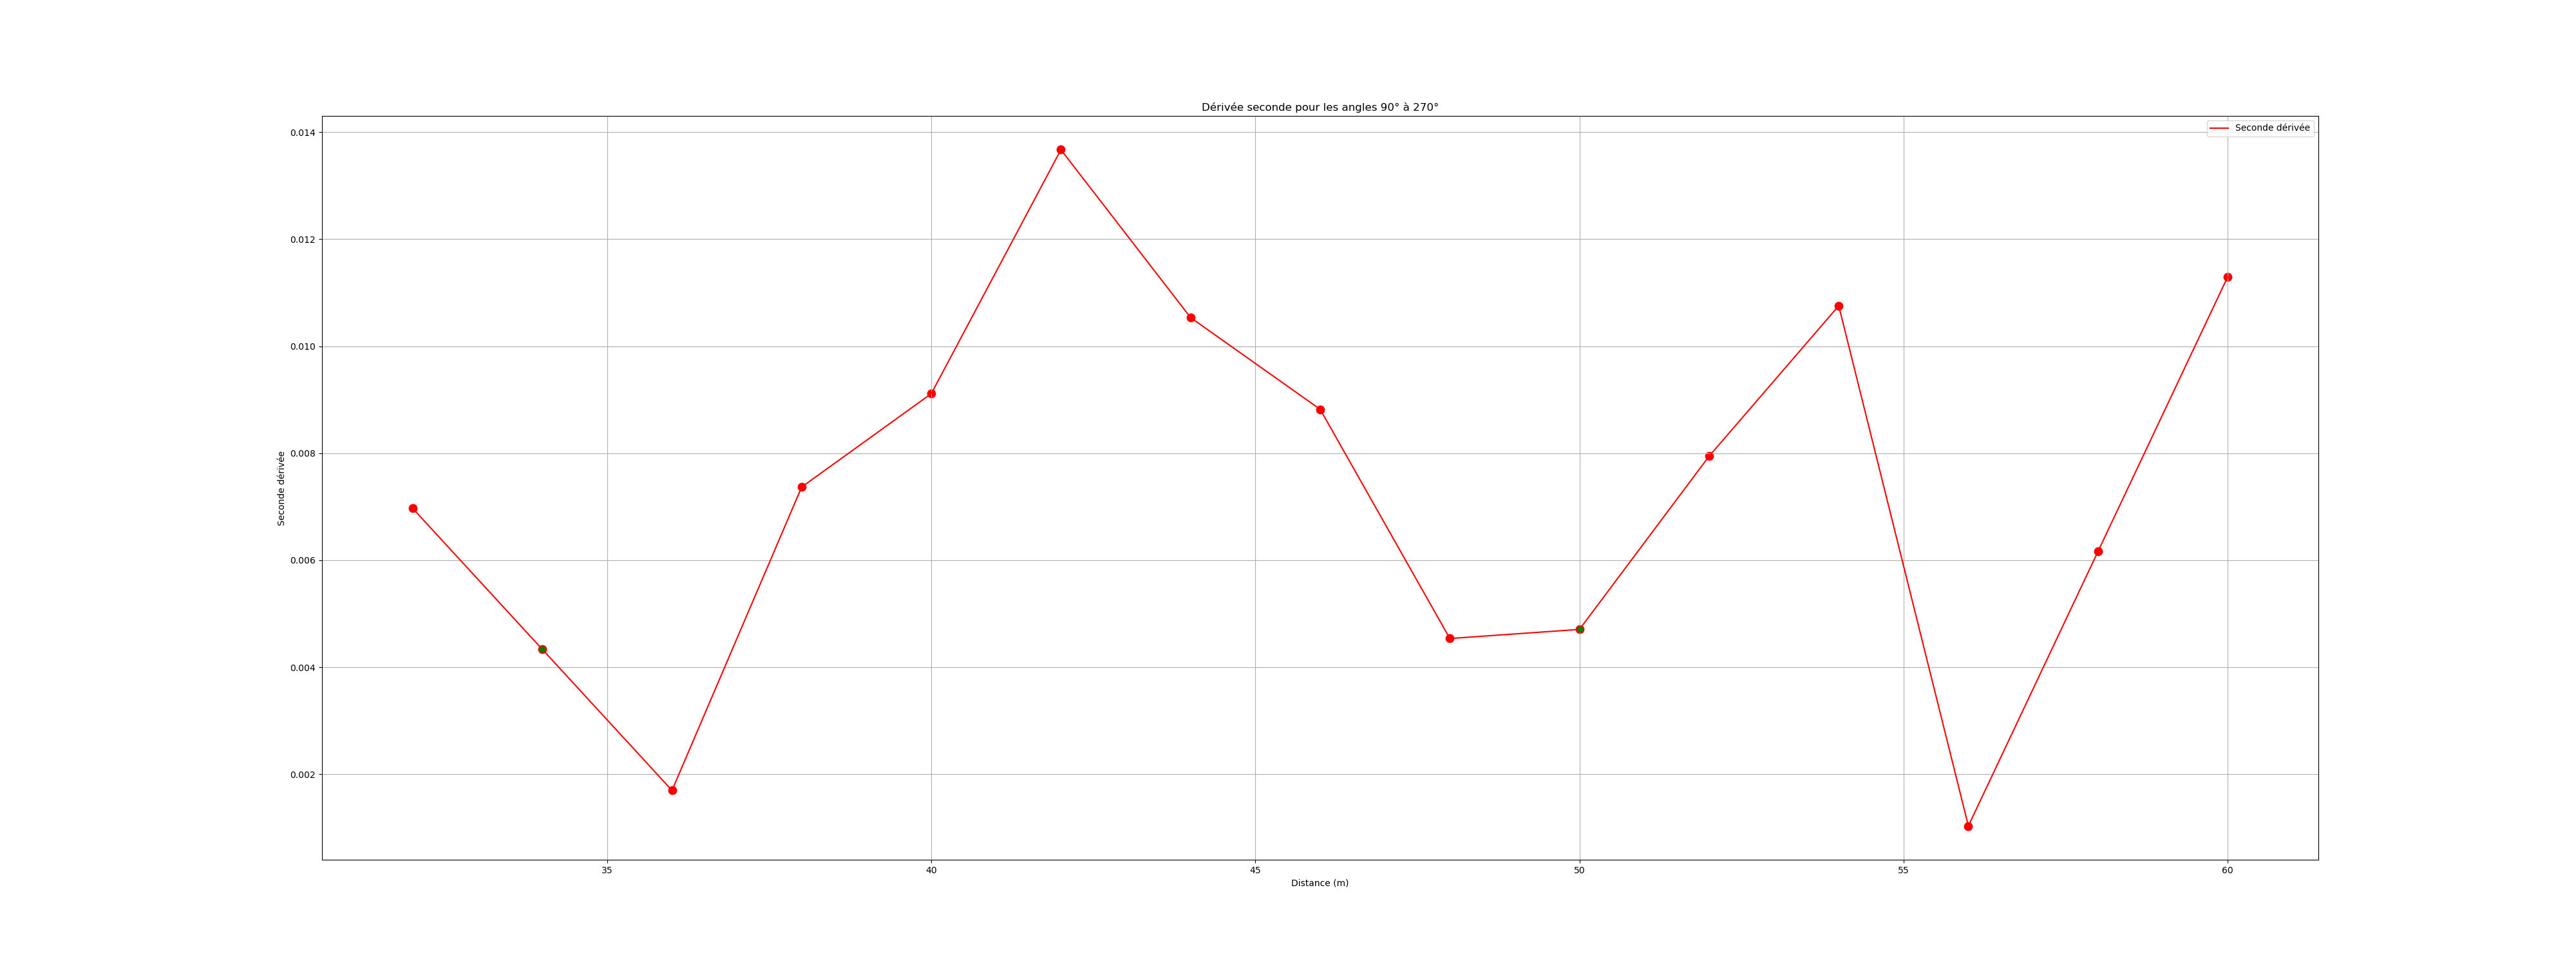 Dérivée seconde pour les angles 90° à 270°
Seconde dérivée
0.014
0.012
0.010
0.008
0.006
0.004
0.002
Seconde dérivée
35 40 45 50 55 60
Distance (m)